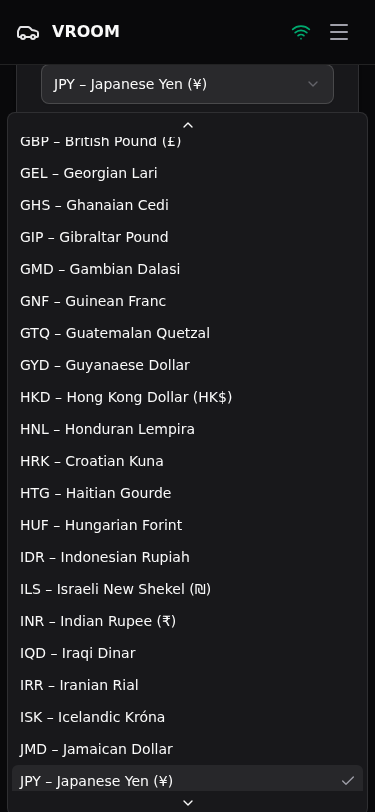 VROOM
JPY – Japanese Yen (¥)
GBP – British Pound (£)
GEL – Georgian Lari
GHS – Ghanaian Cedi
GIP – Gibraltar Pound
GMD – Gambian Dalasi
GNF – Guinean Franc
GTQ – Guatemalan Quetzal
GYD – Guyanaese Dollar
HKD – Hong Kong Dollar (HK$)
HNL – Honduran Lempira
HRK – Croatian Kuna
HTG – Haitian Gourde
HUF – Hungarian Forint
IDR – Indonesian Rupiah
ILS – Israeli New Shekel (₪)
INR – Indian Rupee (₹)
IQD – Iraqi Dinar
IRR – Iranian Rial
ISK – Icelandic Króna
JMD – Jamaican Dollar
JPY – Japanese Yen (¥)